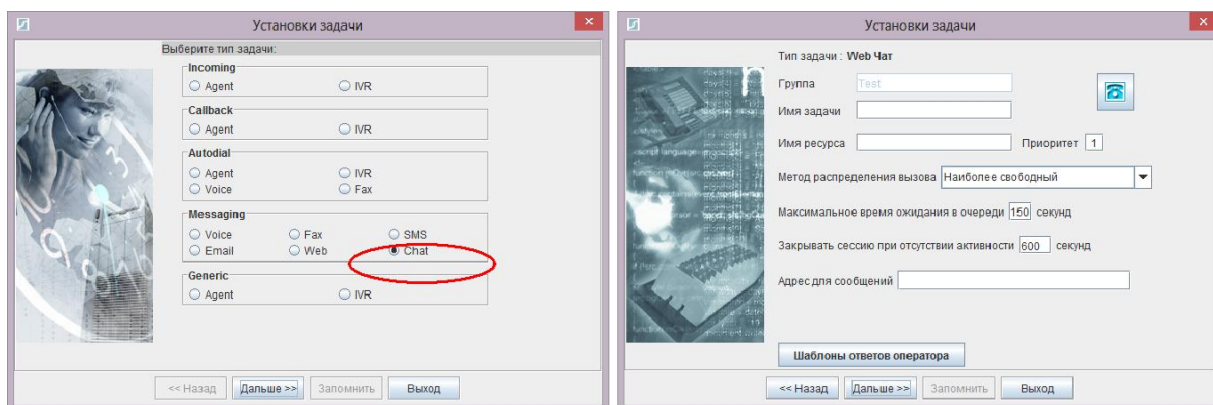 Установки задачи
Выберите тип задачи:
Incoming
Agent IVR
Callback
Agent IVR
Autodial
Agent IVR
Voice Fax
Messaging
Voice Fax SMS
Email Web Chat
Generic
Agent IVR
<< Назад Дальше >> Запомнить Выход
Установки задачи
Тип задачи : Web Чат
Группа Test
Имя задачи
Имя ресурса Приоритет 1
Метод распределения вызова Наиболее свободный
Максимальное время ожидания в очереди 150 секунд
Закрывать сессию при отсутствии активности 600 секунд
Адрес для сообщений
Шаблоны ответов оператора
<< Назад Дальше >> Запомнить Выход